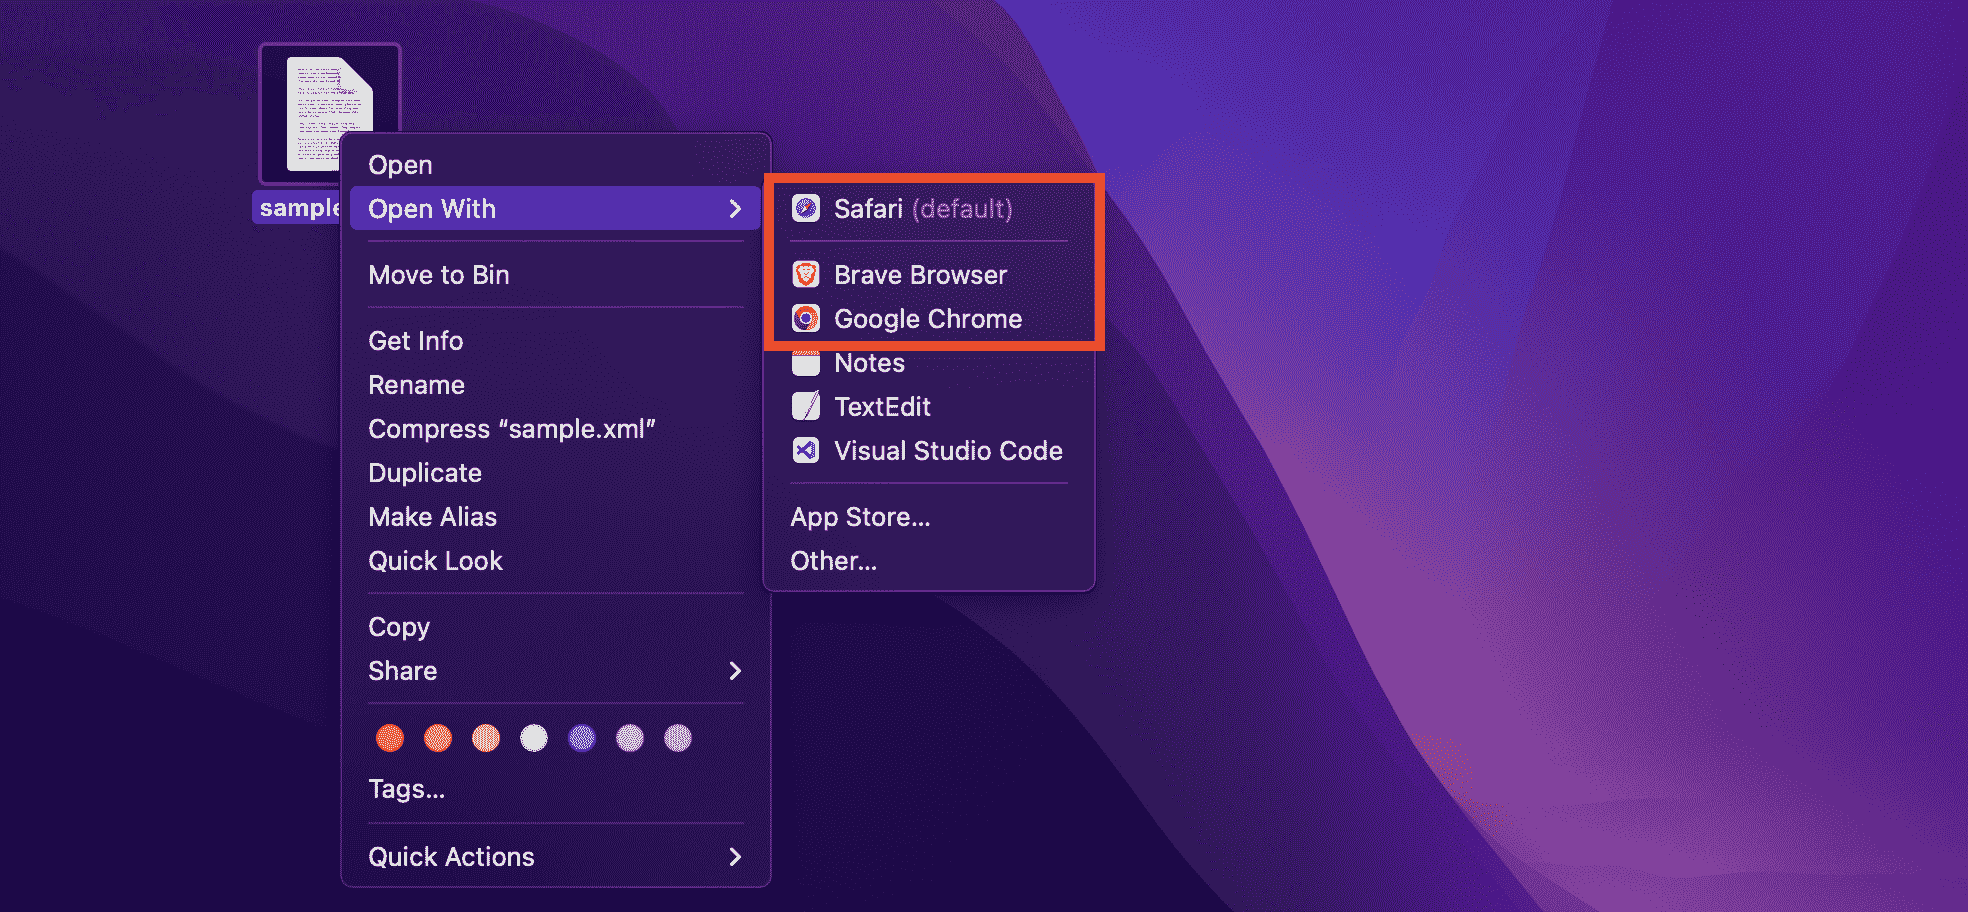 sample
Open
Open With
Move to Bin
Get Info
Rename
Compress “sample.xml”
Duplicate
Make Alias
Quick Look
Copy
Share
Tags...
Quick Actions
Safari (default)
Brave Browser
Google Chrome
Notes
TextEdit
Visual Studio Code
App Store...
Other...